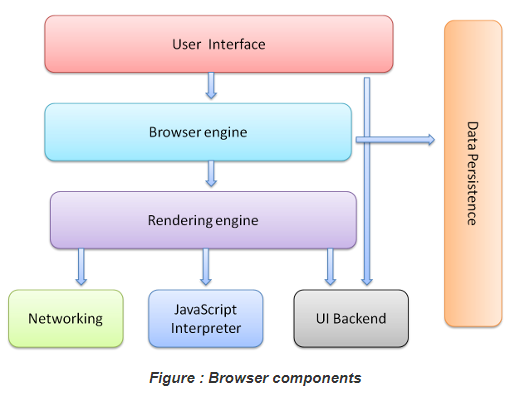 User Interface
Browser engine
Data Persistence
Rendering engine
Networking
JavaScript
Interpreter
UI Backend
Figure : Browser components